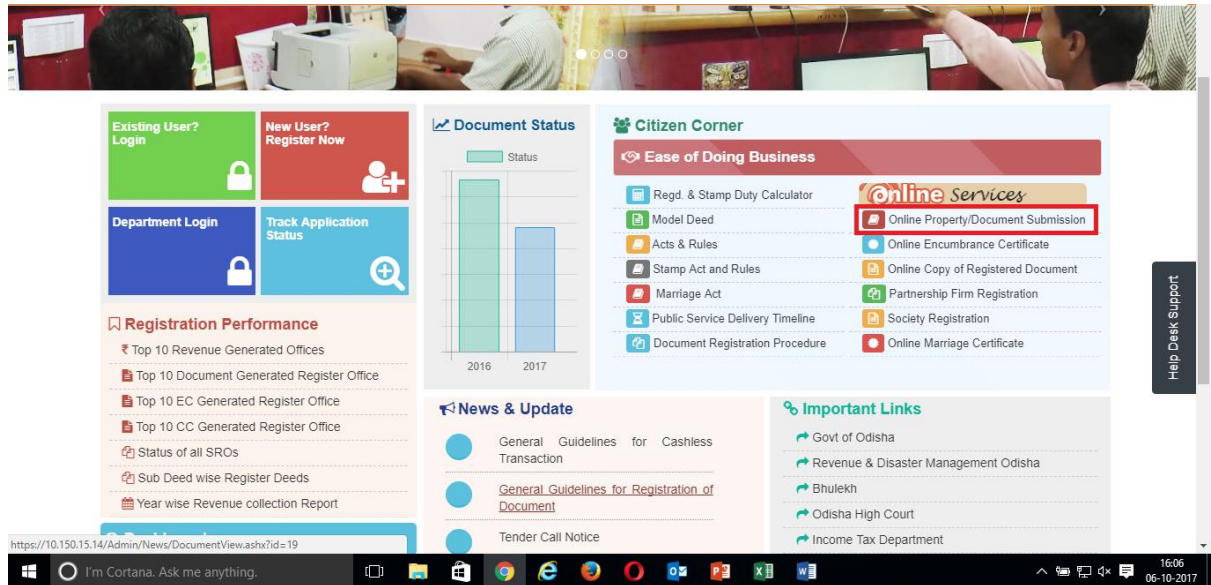 Existing User?
Login
New User?
Register Now
Department Login
Track Application
Status
Registration Performance
₹ Top 10 Revenue Generated Offices
Top 10 Document Generated Register Office
Top 10 EC Generated Register Office
Top 10 CC Generated Register Office
Status of all SROs
Sub Deed wise Register Deeds
Year wise Revenue collection Report
Document Status
Status
2016
2017
Citizen Corner
Ease of Doing Business
Regd. & Stamp Duty Calculator
Model Deed
Acts & Rules
Stamp Act and Rules
Marriage Act
Public Service Delivery Timeline
Document Registration Procedure
Online Services
Online Property/Document Submission
Online Encumbrance Certificate
Online Copy of Registered Document
Partnership Firm Registration
Society Registration
Online Marriage Certificate
News & Update
General Guidelines for Cashless
Transaction
General Guidelines for Registration of
Document
Tender Call Notice
Important Links
Govt of Odisha
Revenue & Disaster Management Odisha
Bhulekh
Odisha High Court
Income Tax Department
Help Desk Support
https://10.150.15.14/Admin/News/DocumentView.ashx?id=19
I'm Cortana. Ask me anything.
16:06
06-10-2017